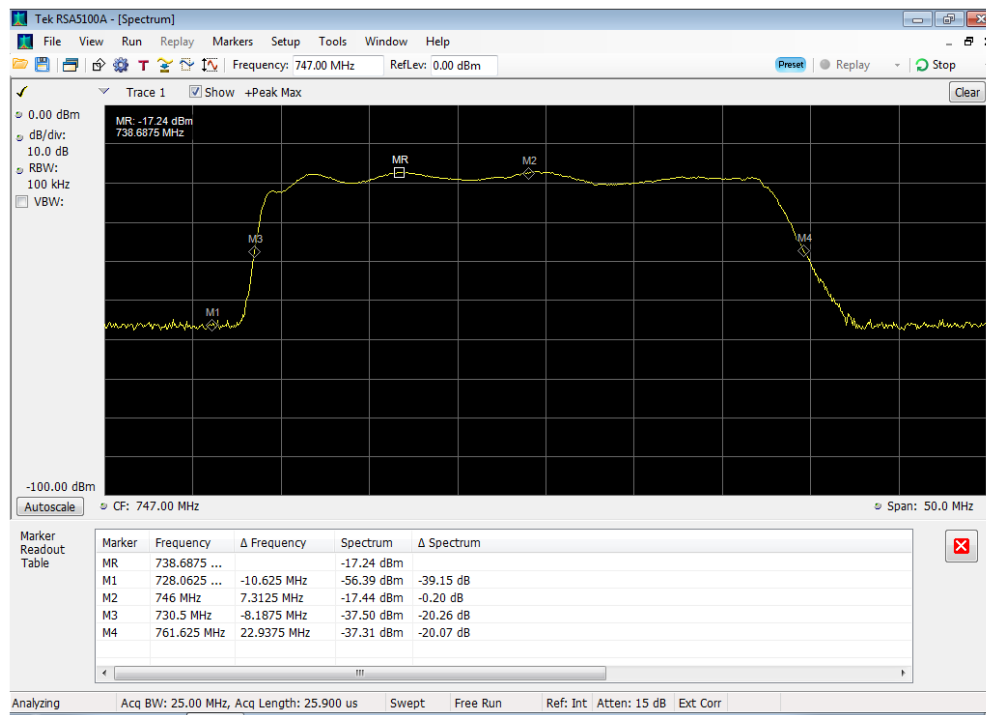 Tek RSA5100A - [Spectrum]
File View Run Replay Markers Setup Tools Window Help
T Frequency: 747.00 MHz RefLev: 0.00 dBm Preset Replay Stop
Trace 1 Show +Peak Max Clear
0.00 dBm
dB/div:
10.0 dB
RBW:
100 kHz
VBW:
MR: -17.24 dBm
738.6875 MHz
MR
M2
M3
M4
M1
-100.00 dBm
Autoscale CF: 747.00 MHz Span: 50.0 MHz
Marker
Readout
Table
Marker Frequency Δ Frequency Spectrum Δ Spectrum
MR 738.6875 ... -17.24 dBm
M1 728.0625 ... -10.625 MHz -56.39 dBm -39.15 dB
M2 746 MHz 7.3125 MHz -17.44 dBm -0.20 dB
M3 730.5 MHz -8.1875 MHz -37.50 dBm -20.26 dB
M4 761.625 MHz 22.9375 MHz -37.31 dBm -20.07 dB
Analyzing Acq BW: 25.00 MHz, Acq Length: 25.900 us Swept Free Run Ref: Int Atten: 15 dB Ext Corr